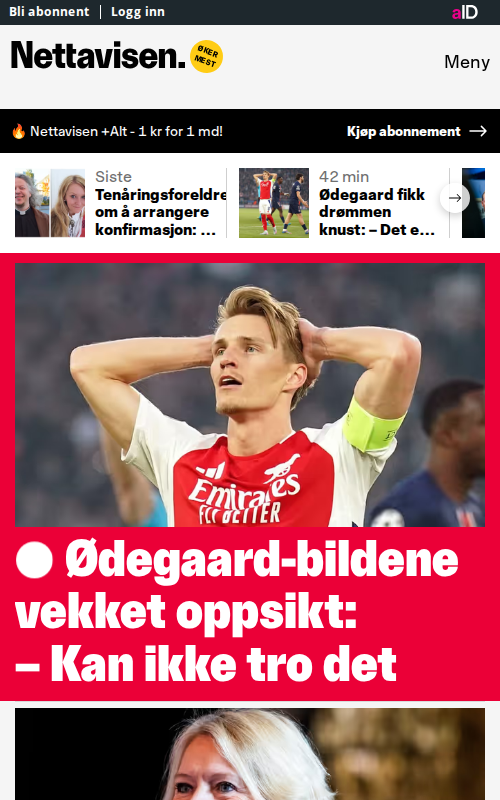 Bli abonnent | Logg inn
aID
Nettavisen.
ØKER
MEST
Meny
🔥 Nettavisen +Alt - 1 kr for 1 md!
Kjøp abonnement →
Siste
Tenåringsforeldre
om å arrangere
konfirmasjon: ...
42 min
Ødegaard fikk
drømmen
knust: – Det e...
Emirates
FLY BETTER
Ødegaard-bildene
vekket oppsikt:
– Kan ikke tro det